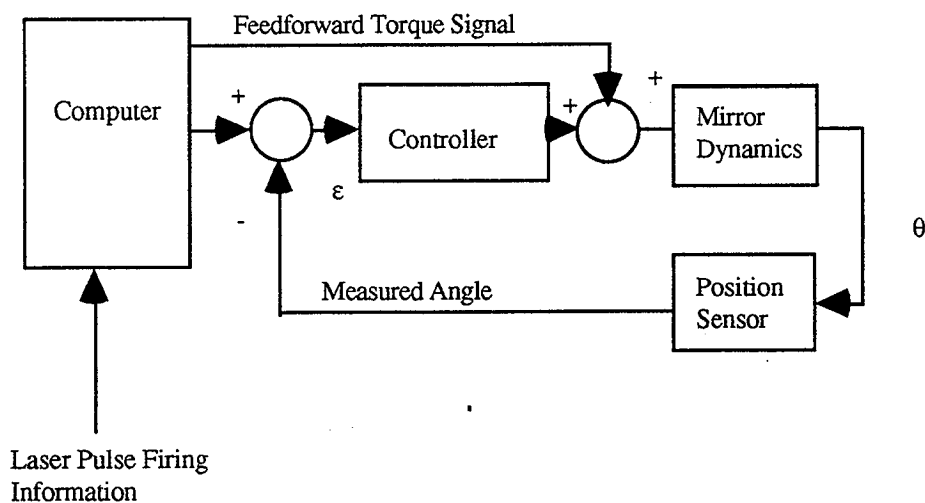 Feedforward Torque Signal
Computer
+
Controller
+
+
Mirror
Dynamics
ε
-
θ
Measured Angle
Position
Sensor
Laser Pulse Firing
Information